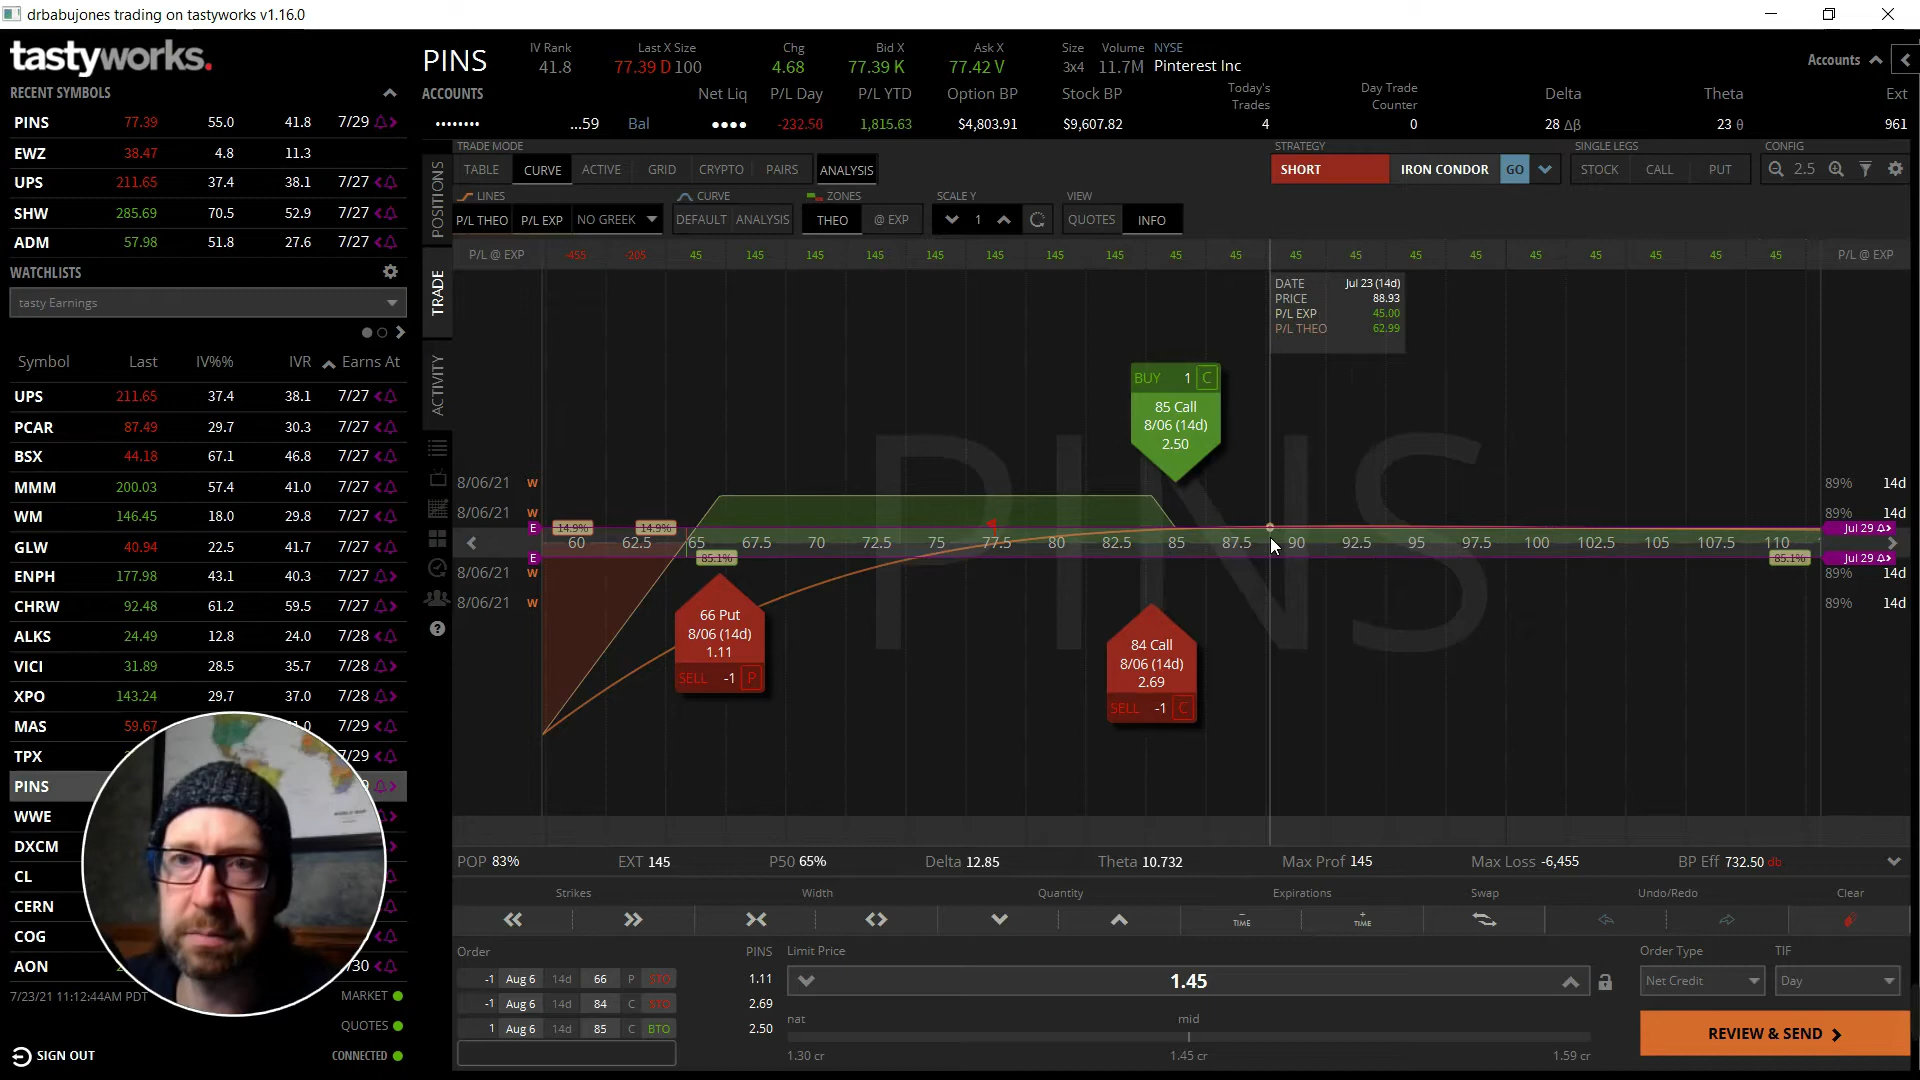 drbabujones trading on tastyworks v1.16.0
tastyworks.
PINS
IV Rank Last X Size Chg Bid X Ask X Size Volume NYSE
41.8 77.39 D 100 4.68 77.39 K 77.42 V 3x4 11.7M Pinterest Inc
Accounts
RECENT SYMBOLS
PINS 77.39 55.0 41.8 7/29
EWZ 38.47 4.8 11.3
UPS 211.65 37.4 38.1 7/27
SHW 285.69 70.5 52.9 7/27
ADM 57.98 51.8 27.6 7/27
WATCHLISTS
tasty Earnings
Symbol Last IV%% IVR Earns At
UPS 211.65 37.4 38.1 7/27
PCAR 87.49 29.7 30.3 7/27
BSX 44.18 67.1 46.8 7/27
MMM 200.03 57.4 41.0 7/27
WM 146.45 18.0 29.8 7/27
GLW 40.94 22.5 41.7 7/27
ENPH 177.98 43.1 40.3 7/27
CHRW 92.48 61.2 59.5 7/27
ALKS 24.49 12.8 24.0 7/28
VICI 31.89 28.5 35.7 7/28
XPO 143.24 29.7 37.0 7/28
MAS 59.67 7/29
TPX 7/29
PINS
WWE
DXCM
CL
CERN
COG
AON
7/23/21 11:12:44AM PDT
MARKET
QUOTES
CONNECTED
SIGN OUT
ACCOUNTS Net Liq P/L Day P/L YTD Option BP Stock BP Today's Trades Day Trade Counter Delta Theta Ext
•••••••• ...59 Bal •••• -232.50 1,815.63 $4,803.91 $9,607.82 4 0 28 Δβ 23 θ 961
POSITIONS
TRADE
ACTIVITY
TRADE MODE
TABLE CURVE ACTIVE GRID CRYPTO PAIRS ANALYSIS
STRATEGY
SHORT IRON CONDOR GO
SINGLE LEGS
STOCK CALL PUT
CONFIG
2.5
LINES CURVE ZONES SCALE Y VIEW
P/L THEO P/L EXP NO GREEK DEFAULT ANALYSIS THEO @ EXP 1 QUOTES INFO
P/L @ EXP -455 -205 45 145 145 145 145 145 145 145 45 45 45 45 45 45 45 45 45 45 45 P/L @ EXP
DATE Jul 23 (14d)
PRICE 88.93
P/L EXP 45.00
P/L THEO 62.99
BUY 1 C
85 Call
8/06 (14d)
2.50
PINS
8/06/21 W 89% 14d
8/06/21 W 89% 14d
E 14.9% 14.9% Jul 29
60 62.5 65 67.5 70 72.5 75 77.5 80 82.5 85 87.5 90 92.5 95 97.5 100 102.5 105 107.5 110
E 85.1% 85.1% Jul 29
8/06/21 W 89% 14d
8/06/21 W 89% 14d
66 Put
8/06 (14d)
1.11
SELL -1 P
84 Call
8/06 (14d)
2.69
SELL -1 C
POP 83% EXT 145 P50 65% Delta 12.85 Theta 10.732 Max Prof 145 Max Loss -6,455 BP Eff 732.50 db
Strikes Width Quantity Expirations Swap Undo/Redo Clear
TIME TIME
Order PINS Limit Price Order Type TIF
-1 Aug 6 14d 66 P STO 1.11
-1 Aug 6 14d 84 C STO 2.69
1 Aug 6 14d 85 C BTO 2.50
1.45
Net Credit Day
nat mid
1.30 cr 1.45 cr 1.59 cr
REVIEW & SEND